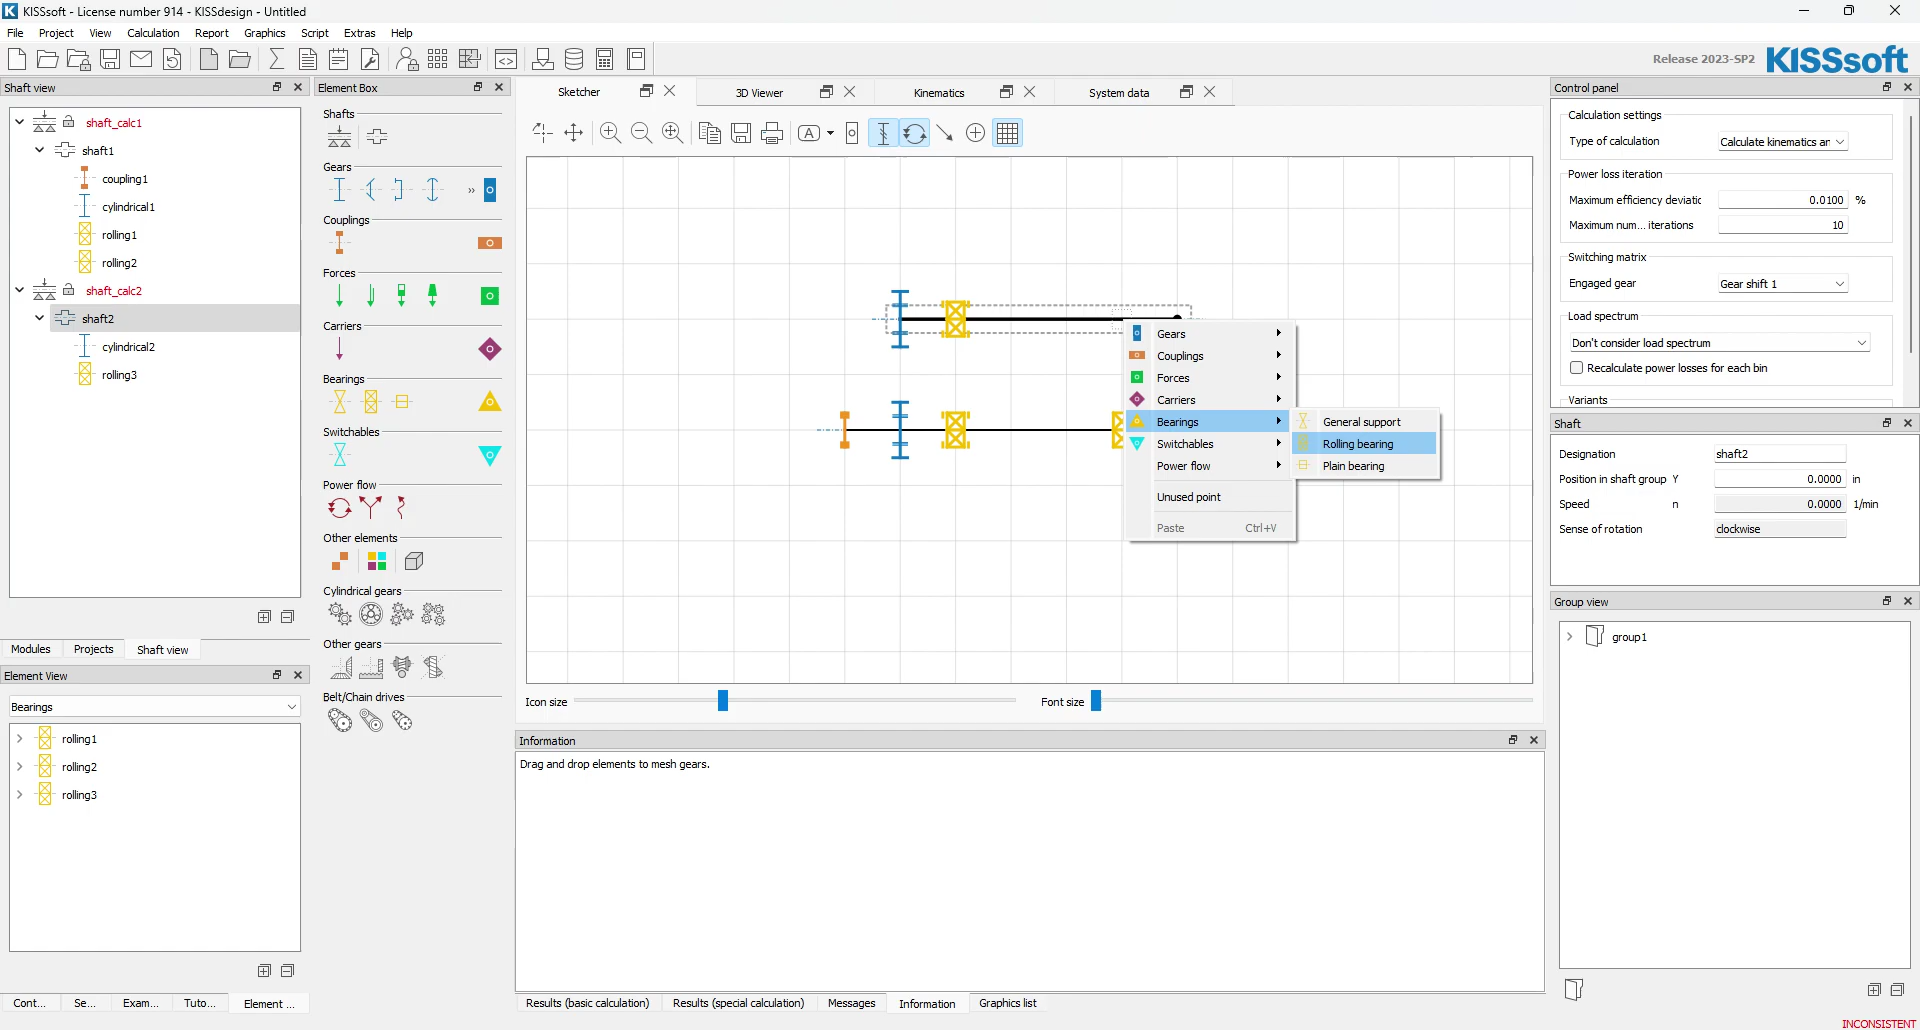 KISSsoft - License number 914 - KISSdesign - Untitled
File Project View Calculation Report Graphics Script Extras Help
Release 2023-SP2 KISSsoft
Shaft view
shaft_calc1
shaft1
coupling1
cylindrical1
rolling1
rolling2
shaft_calc2
shaft2
cylindrical2
rolling3
Modules Projects Shaft view
Element View
Bearings
rolling1
rolling2
rolling3
Cont... Se... Exam... Tuto... Element ...
Element Box
Shafts
Gears
»
Couplings
Forces
Carriers
Bearings
Switchables
Power flow
Other elements
Cylindrical gears
Other gears
Belt/Chain drives
Sketcher 3D Viewer Kinematics System data
A
Gears
Couplings
Forces
Carriers
Bearings
Switchables
Power flow
Unused point
Paste Ctrl+V
General support
Rolling bearing
Plain bearing
Icon size Font size
Information
Drag and drop elements to mesh gears.
Results (basic calculation) Results (special calculation) Messages Information Graphics list
Control panel
Calculation settings
Type of calculation Calculate kinematics ar
Power loss iteration
Maximum efficiency deviatic 0.0100 %
Maximum num... iterations 10
Switching matrix
Engaged gear Gear shift 1
Load spectrum
Don't consider load spectrum
Recalculate power losses for each bin
Variants
Shaft
Designation shaft2
Position in shaft group Y 0.0000 in
Speed n 0.0000 1/min
Sense of rotation clockwise
Group view
group1
INCONSISTENT